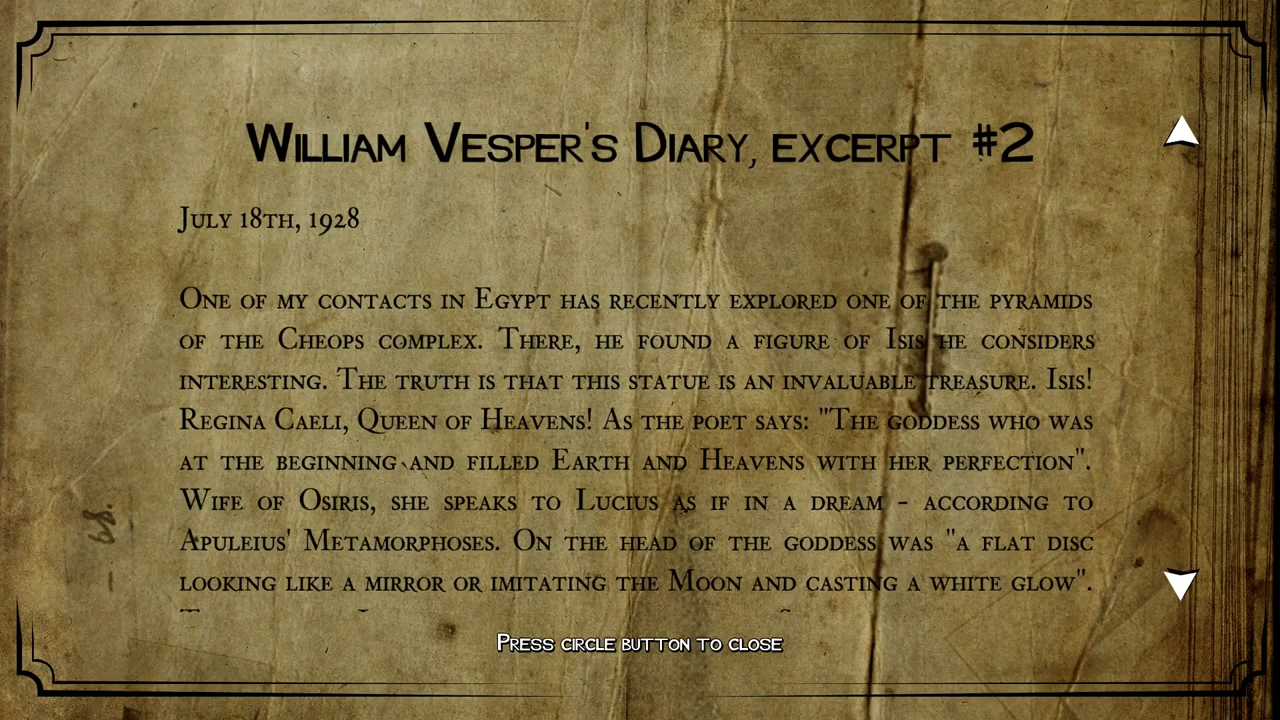 William Vesper's Diary, excerpt #2
July 18th, 1928
One of my contacts in Egypt has recently explored one of the pyramids
of the Cheops complex. There, he found a figure of Isis he considers
interesting. The truth is that this statue is an invaluable treasure. Isis!
Regina Caeli, Queen of Heavens! As the poet says: "The goddess who was
at the beginning and filled Earth and Heavens with her perfection".
Wife of Osiris, she speaks to Lucius as if in a dream - according to
Apuleius' Metamorphoses. On the head of the goddess was "a flat disc
looking like a mirror or imitating the Moon and casting a white glow".
Press circle button to close